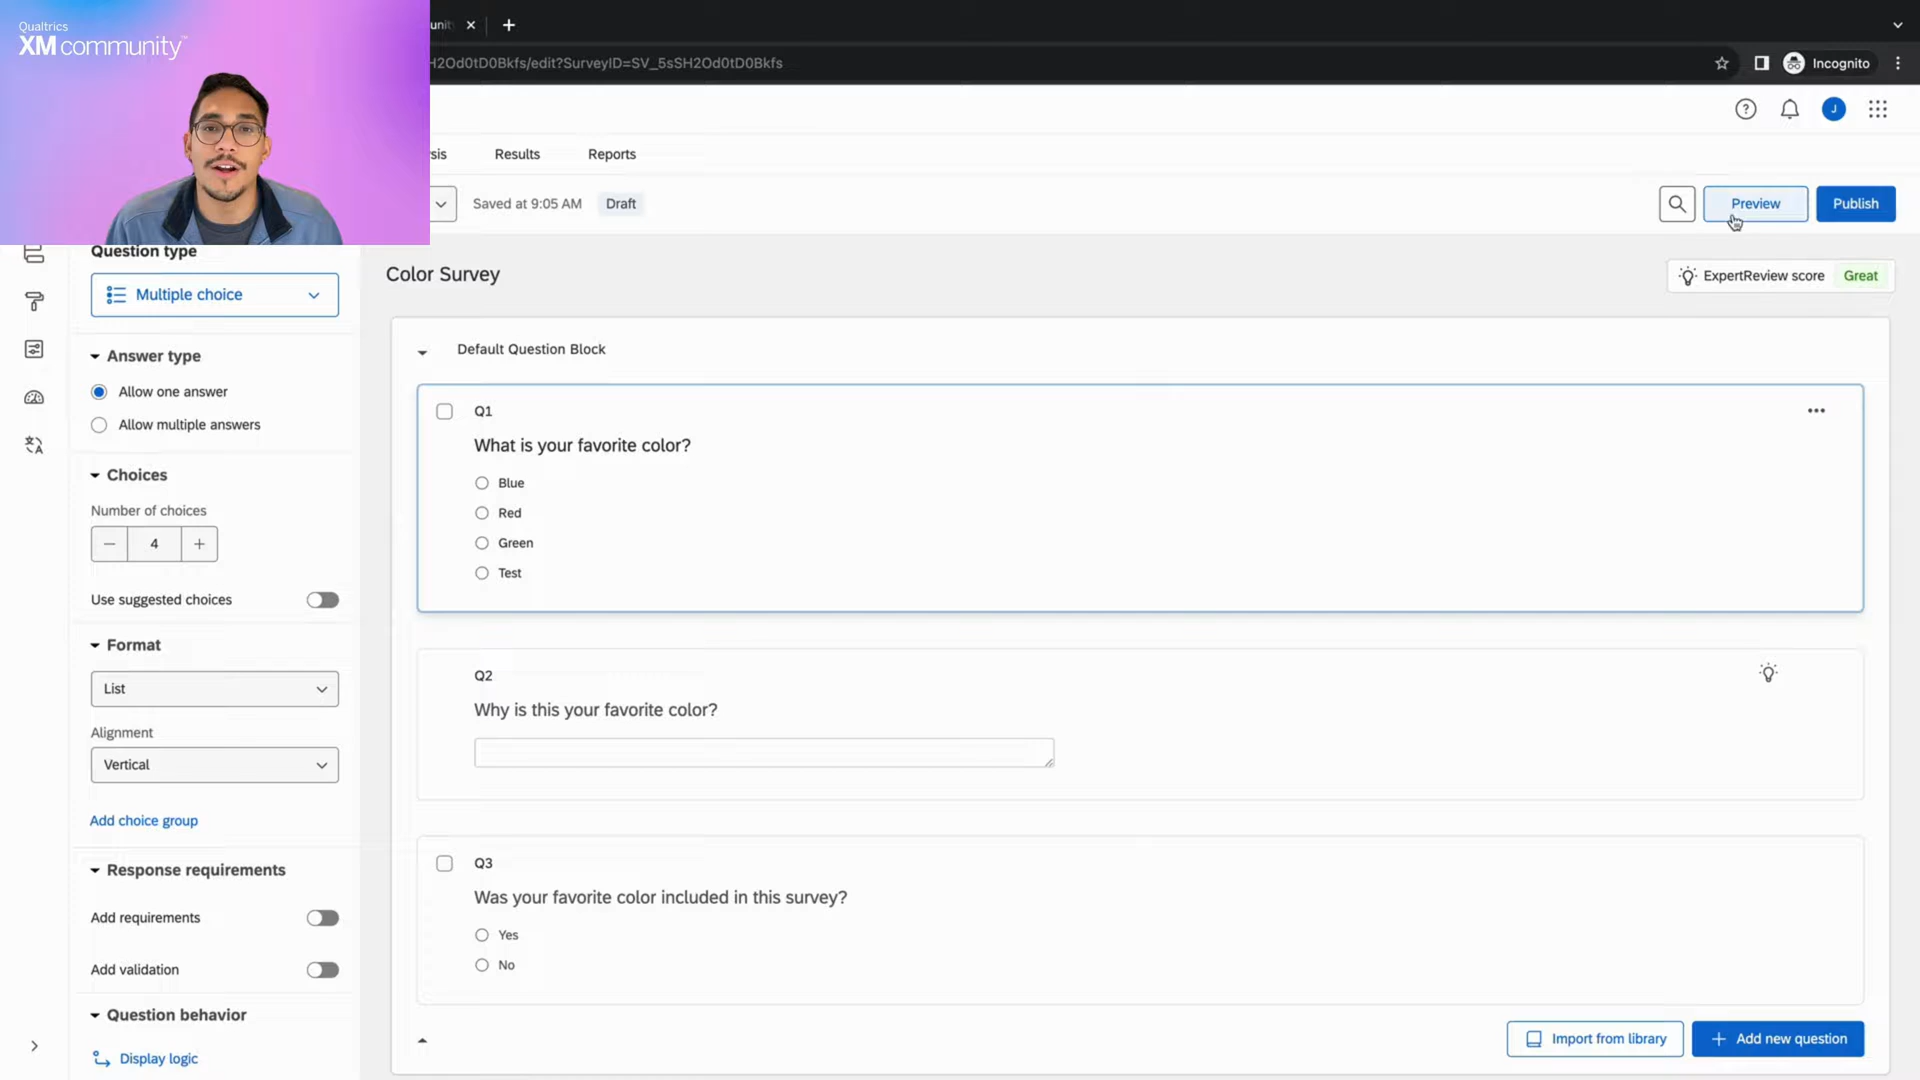 Qualtrics
XM community™
unit
H2Od0tD0Bkfs/edit?SurveyID=SV_5sSH2Od0tD0Bkfs
Incognito
J
sis
Results
Reports
Saved at 9:05 AM
Draft
Preview
Publish
Question type
Multiple choice
Answer type
Allow one answer
Allow multiple answers
Choices
Number of choices
4
Use suggested choices
Format
List
Alignment
Vertical
Add choice group
Response requirements
Add requirements
Add validation
Question behavior
Display logic
Color Survey
ExpertReview score
Great
Default Question Block
Q1
What is your favorite color?
Blue
Red
Green
Test
Q2
Why is this your favorite color?
Q3
Was your favorite color included in this survey?
Yes
No
Import from library
Add new question